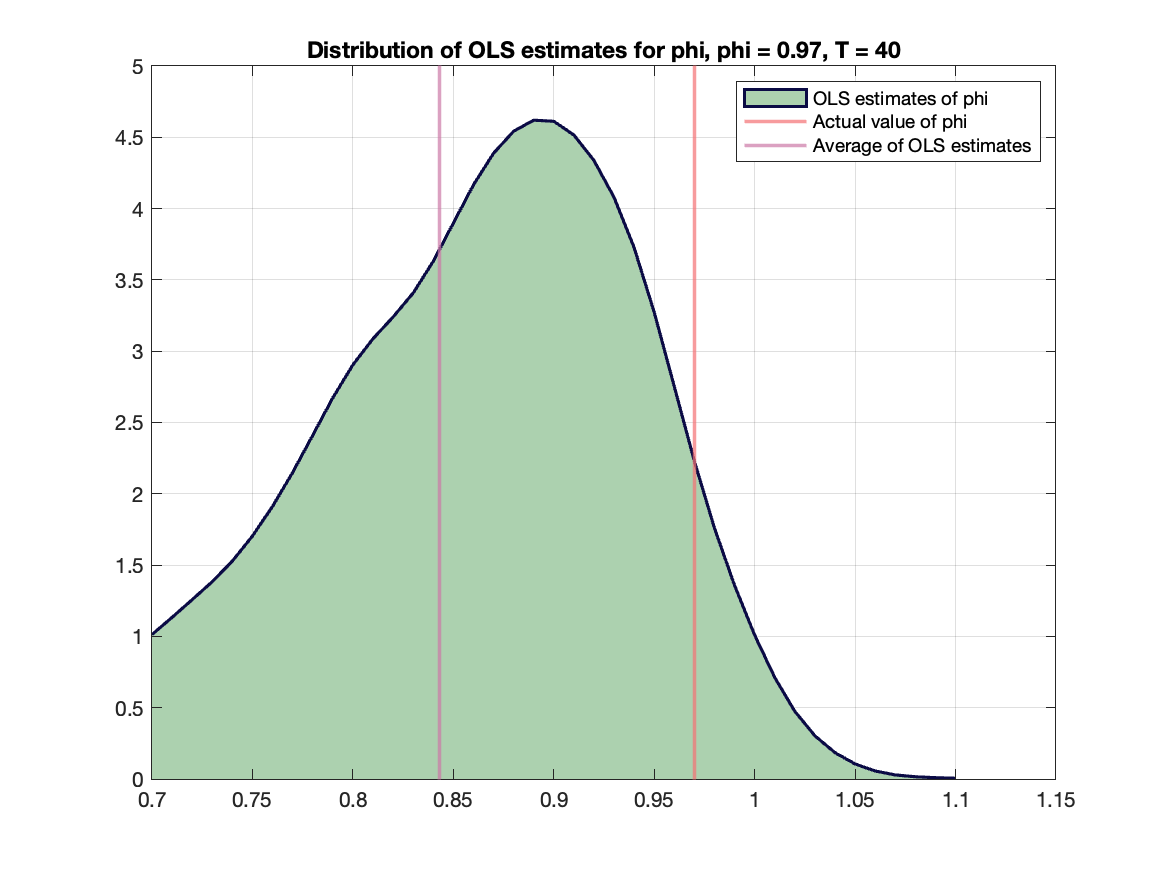 Distribution of OLS estimates for phi, phi = 0.97, T = 40
5
4.5
4
3.5
3
2.5
2
1.5
1
0.5
0
OLS estimates of phi
Actual value of phi
Average of OLS estimates
0.7 0.75 0.8 0.85 0.9 0.95 1 1.05 1.1 1.15